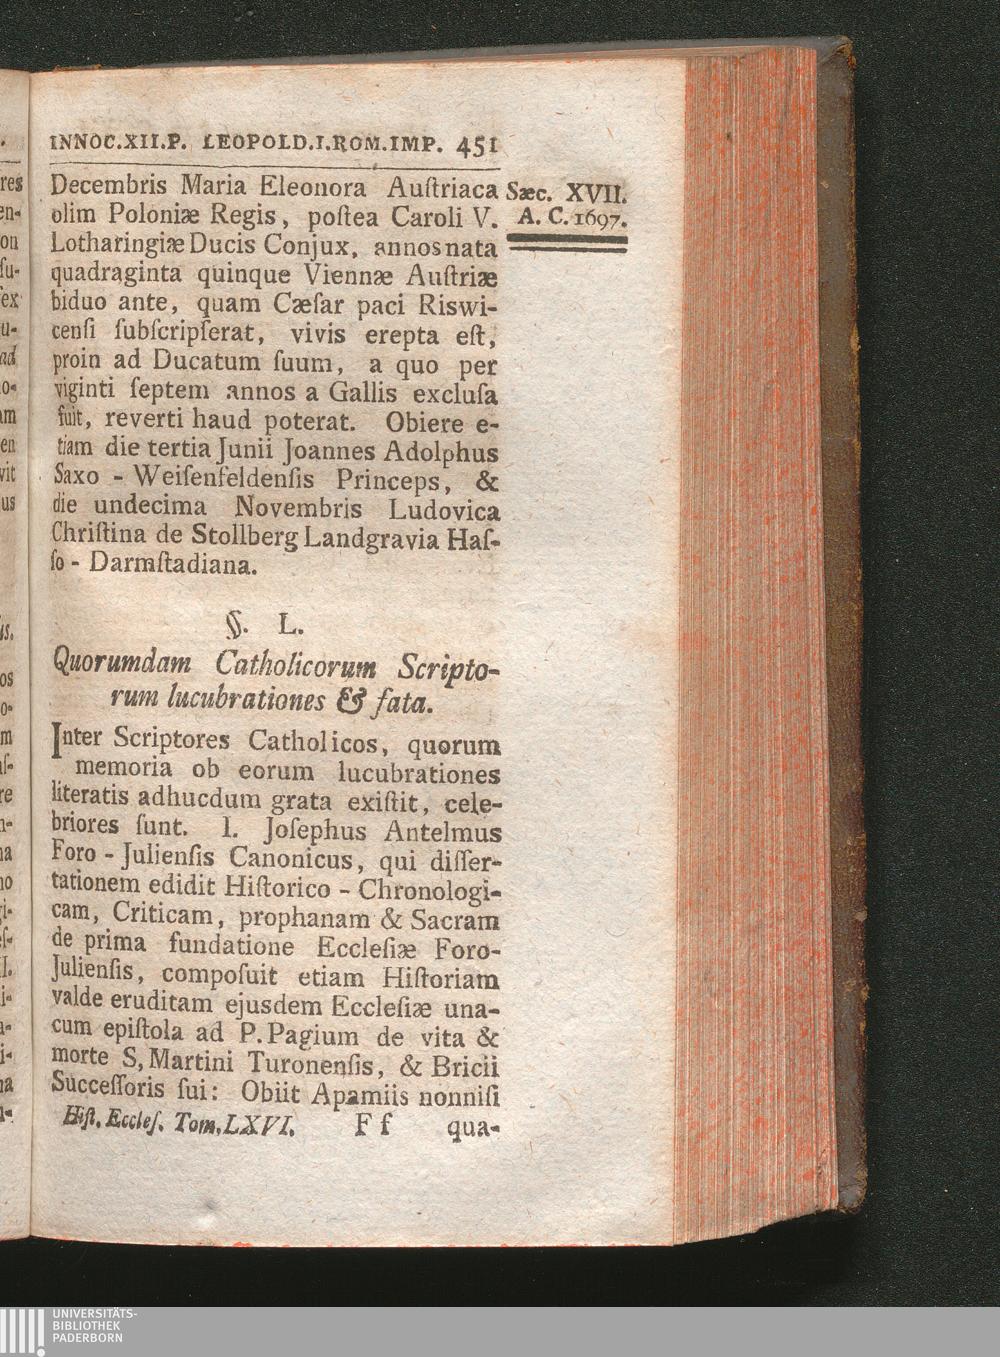 INNOC.XII.P. LEOPOLD.I.ROM.IMP. 451
Decembris Maria Eleonora Auſtriaca
olim Poloniæ Regis, poſtea Caroli V.
Lotharingiæ Ducis Conjux, annos nata
quadraginta quinque Viennæ Auſtriæ
biduo ante, quam Cæſar paci Riswi-
cenſi ſubſcripſerat, vivis erepta eſt,
proin ad Ducatum ſuum, a quo per
viginti ſeptem annos a Gallis excluſa
fuit, reverti haud poterat. Obiere e-
tiam die tertia Junii Joannes Adolphus
Saxo - Weiſenfeldenſis Princeps, &
die undecima Novembris Ludovica
Chriſtina de Stollberg Landgravia Haſ-
ſo - Darmſtadiana.
Sæc. XVII.
A. C. 1697.
§. L.
Quorumdam Catholicorum Scripto-
rum lucubrationes & fata.
Inter Scriptores Catholicos, quorum
memoria ob eorum lucubrationes
literatis adhucdum grata exiſtit, cele-
briores ſunt. 1. Joſephus Antelmus
Foro - Julienſis Canonicus, qui diſſer-
tationem edidit Hiſtorico - Chronologi-
cam, Criticam, prophanam & Sacram
de prima fundatione Eccleſiæ Foro-
Julienſis, compoſuit etiam Hiſtoriam
valde eruditam ejusdem Eccleſiæ una-
cum epiſtola ad P. Pagium de vita &
morte S, Martini Turonenſis, & Bricii
Succeſſoris ſui: Obiit Apamiis nonniſi
Hiſt. Eccleſ. Tom. LXVI. F f qua-
UNIVERSITÄTS-
BIBLIOTHEK
PADERBORN